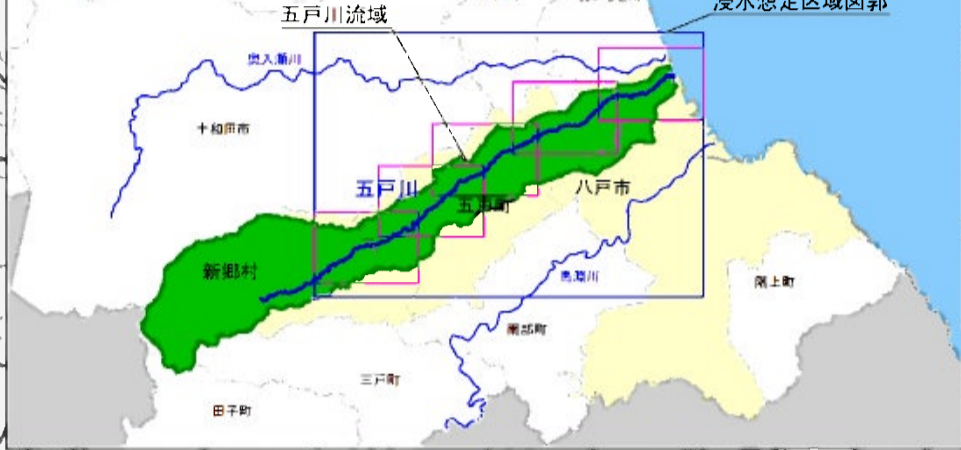 五戸川流域
浸水想定区域図郭
奥入瀬川
十和田市
五戸川
八戸市
五戸町
新郷村
馬淵川
階上町
南部町
三戸町
田子町